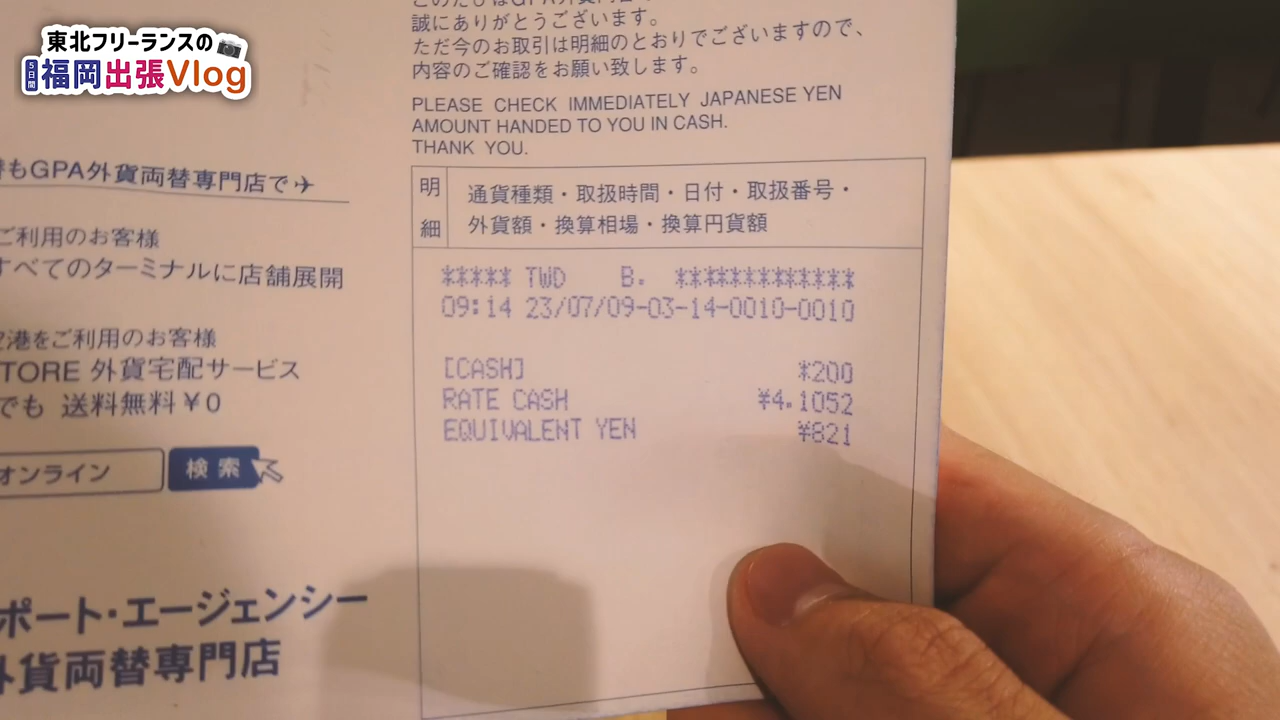 東北フリーランスの
5日間
福岡出張Vlog
誠にありがとうございます。
ただ今のお取引は明細のとおりでございますので、
内容のご確認をお願い致します。
PLEASE CHECK IMMEDIATELY JAPANESE YEN
AMOUNT HANDED TO YOU IN CASH.
THANK YOU.
明細
通貨種類・取扱時間・日付・取扱番号・
外貨額・換算相場・換算円貨額
***** TWD B. *************
09:14 23/07/09-03-14-0010-0010
[CASH] *200
RATE CASH ¥4.1052
EQUIVALENT YEN ¥821
もGPA外貨両替専門店で✈
ご利用のお客様
すべてのターミナルに店舗展開
港をご利用のお客様
TORE 外貨宅配サービス
でも 送料無料¥0
オンライン 検索
ポート・エージェンシー
外貨両替専門店